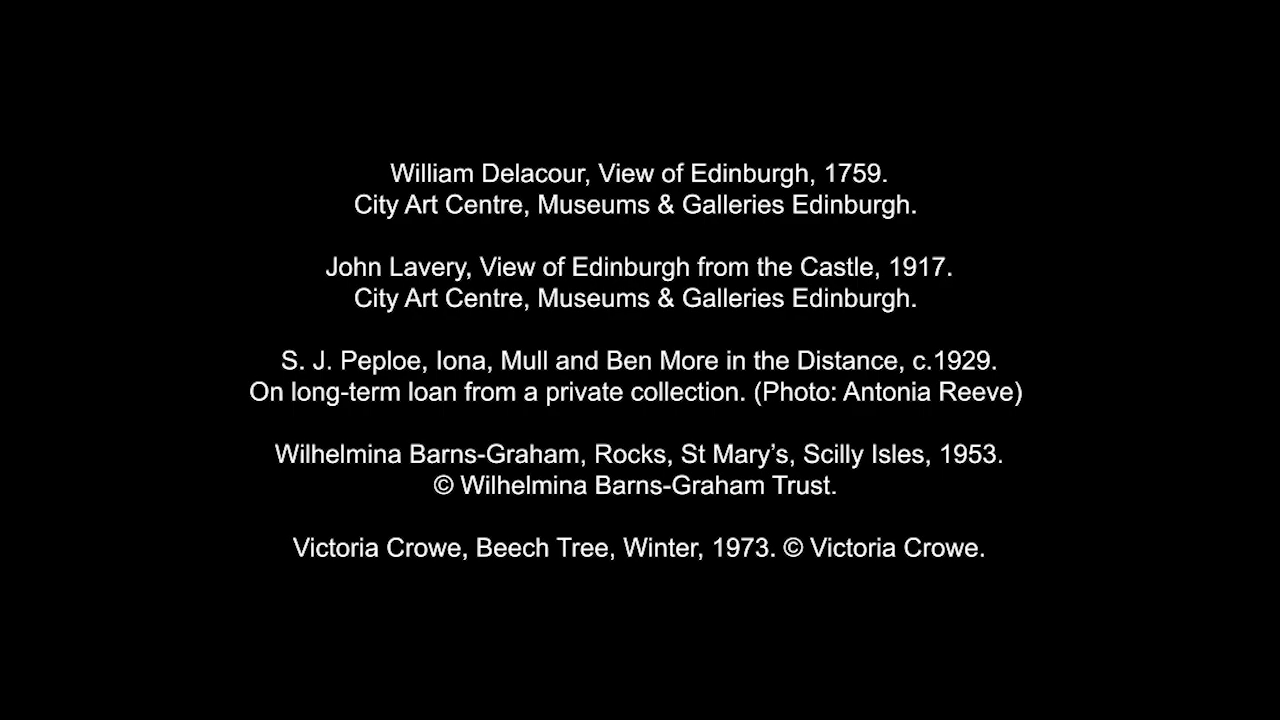 William Delacour, View of Edinburgh, 1759.
City Art Centre, Museums & Galleries Edinburgh.
John Lavery, View of Edinburgh from the Castle, 1917.
City Art Centre, Museums & Galleries Edinburgh.
S. J. Peploe, Iona, Mull and Ben More in the Distance, c.1929.
On long-term loan from a private collection. (Photo: Antonia Reeve)
Wilhelmina Barns-Graham, Rocks, St Mary’s, Scilly Isles, 1953.
© Wilhelmina Barns-Graham Trust.
Victoria Crowe, Beech Tree, Winter, 1973. © Victoria Crowe.